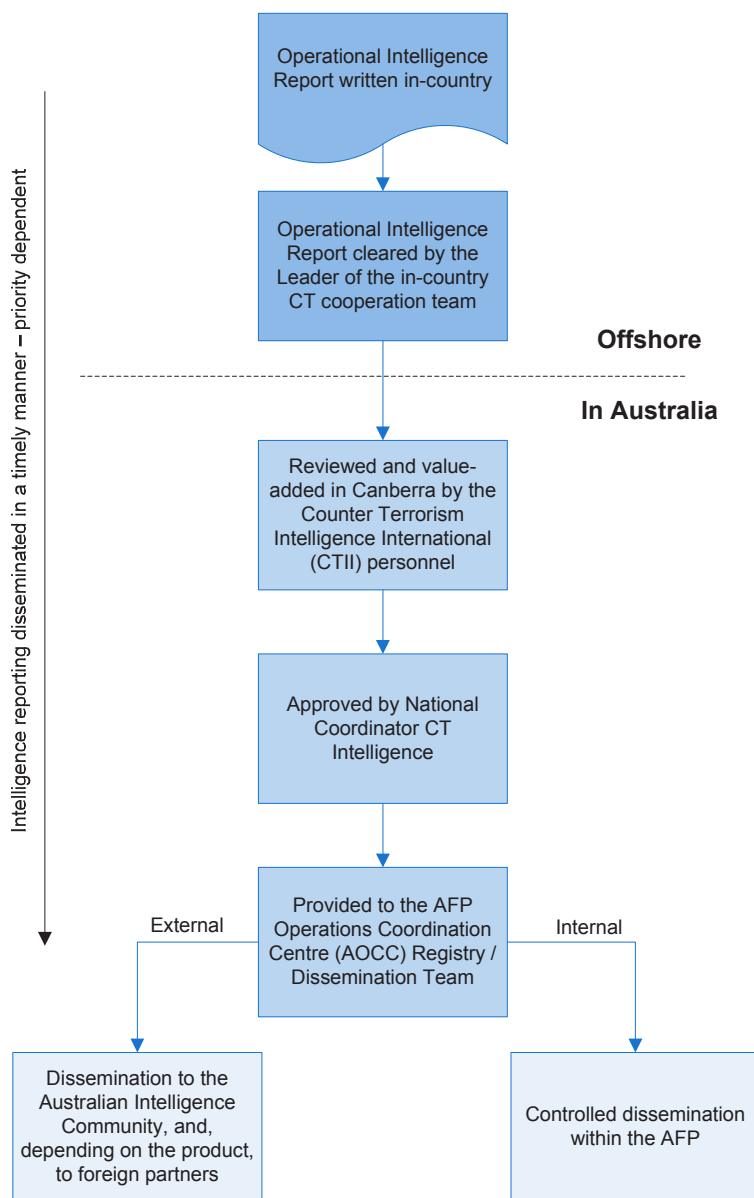 Operational Intelligence
Report written in-country
Operational Intelligence
Report cleared by the
Leader of the in-country
CT cooperation team
Offshore
In Australia
Intelligence reporting disseminated in a timely manner – priority dependent
Reviewed and value-
added in Canberra by the
Counter Terrorism
Intelligence International
(CTII) personnel
Approved by National
Coordinator CT
Intelligence
Provided to the AFP
Operations Coordination
Centre (AOCC) Registry /
Dissemination Team
External
Internal
Dissemination to the
Australian Intelligence
Community, and,
depending on the product,
to foreign partners
Controlled dissemination
within the AFP